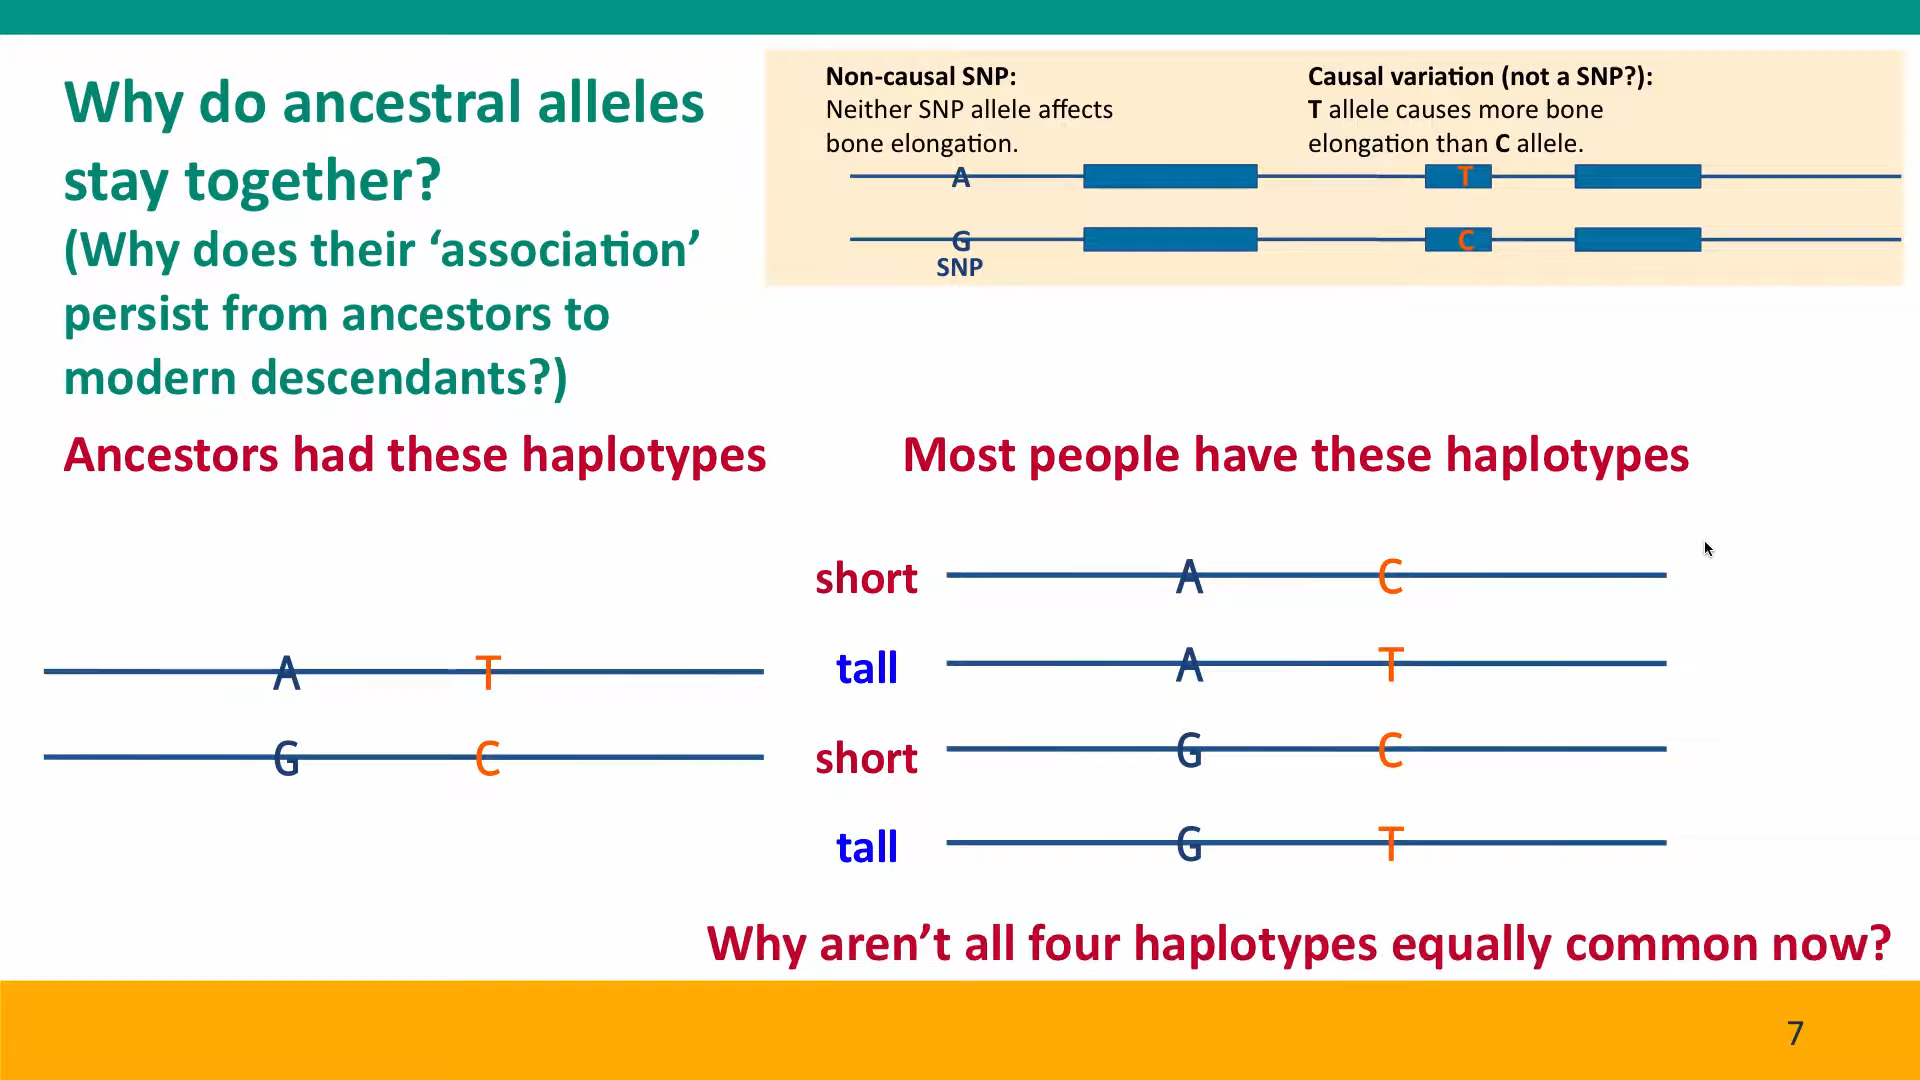 Why do ancestral alleles
stay together?
(Why does their ‘association’
persist from ancestors to
modern descendants?)
Non-causal SNP:
Neither SNP allele affects
bone elongation.
Causal variation (not a SNP?):
T allele causes more bone
elongation than C allele.
A T
G C
SNP
Ancestors had these haplotypes
A T
G C
Most people have these haplotypes
short A C
tall A T
short G C
tall G T
Why aren’t all four haplotypes equally common now?
7